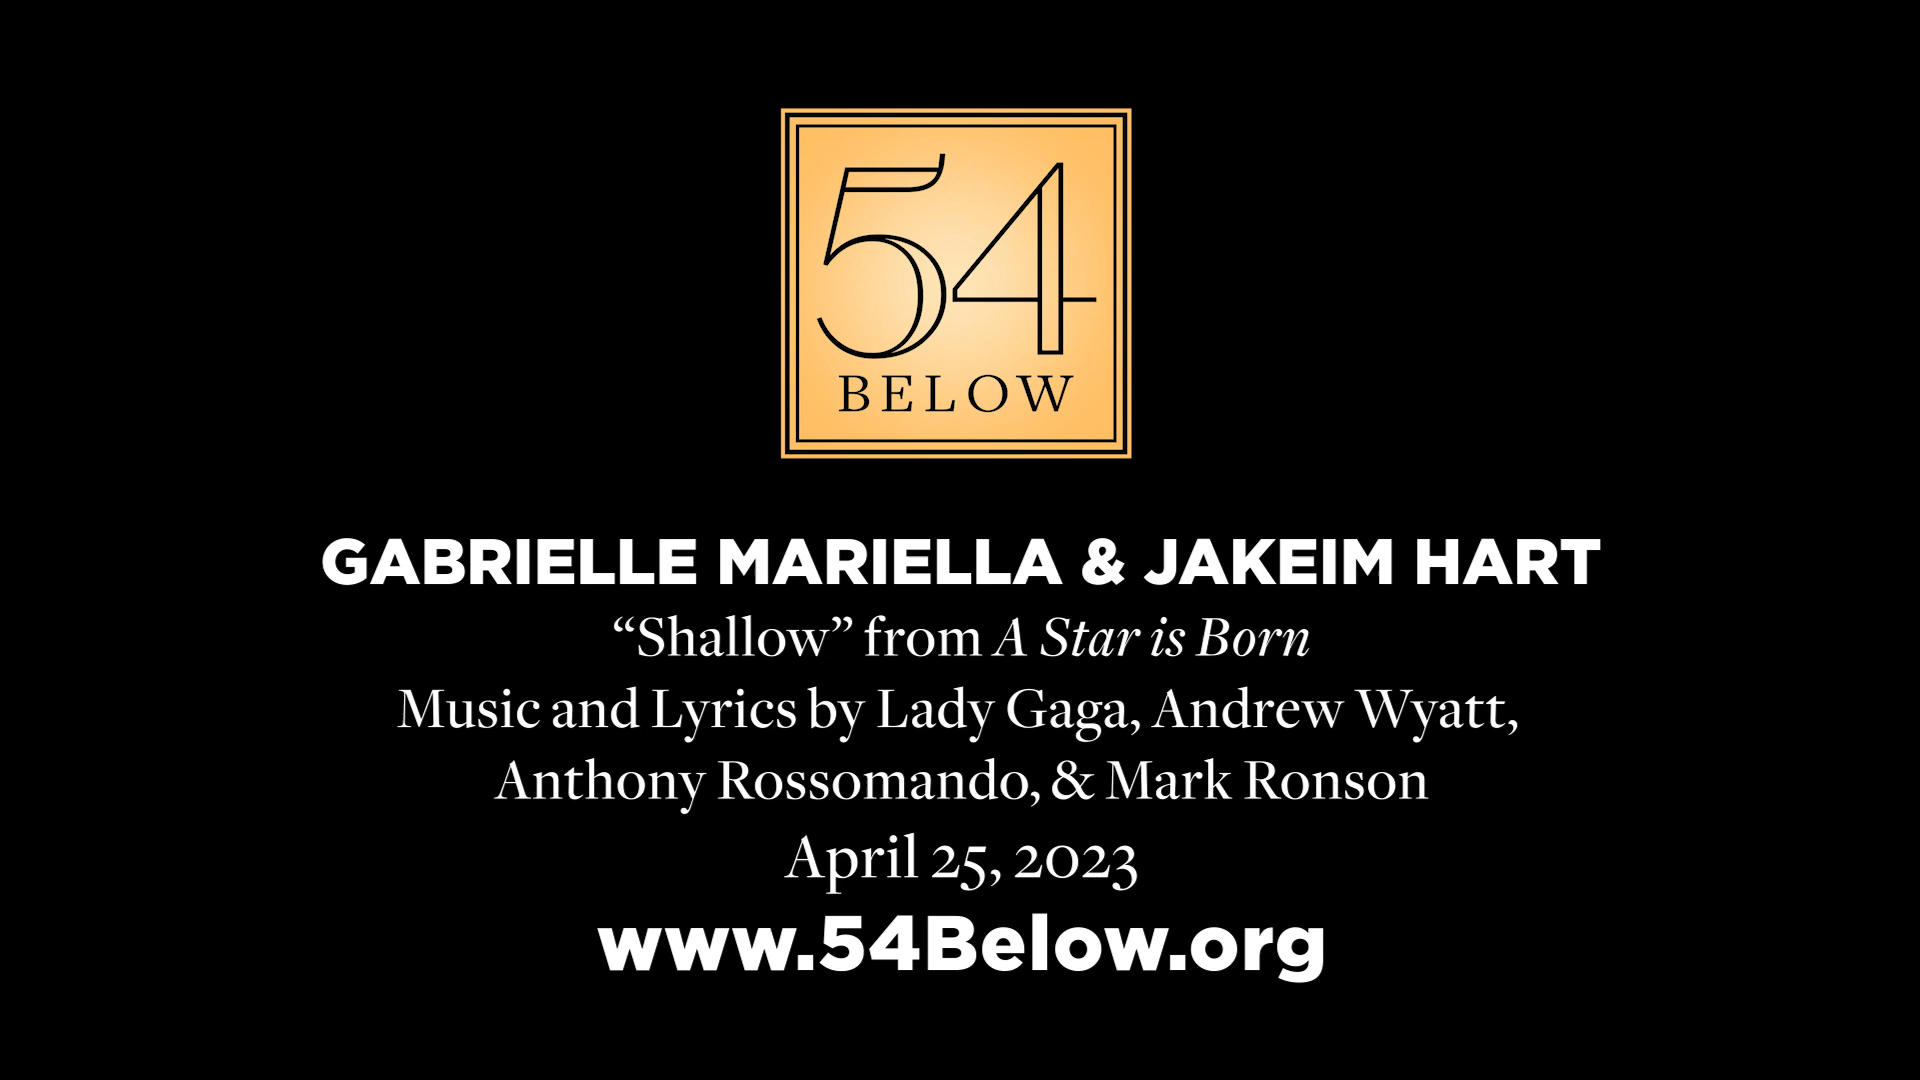 54
BELOW
GABRIELLE MARIELLA & JAKEIM HART
“Shallow” from A Star is Born
Music and Lyrics by Lady Gaga, Andrew Wyatt,
Anthony Rossomando, & Mark Ronson
April 25, 2023
www.54Below.org